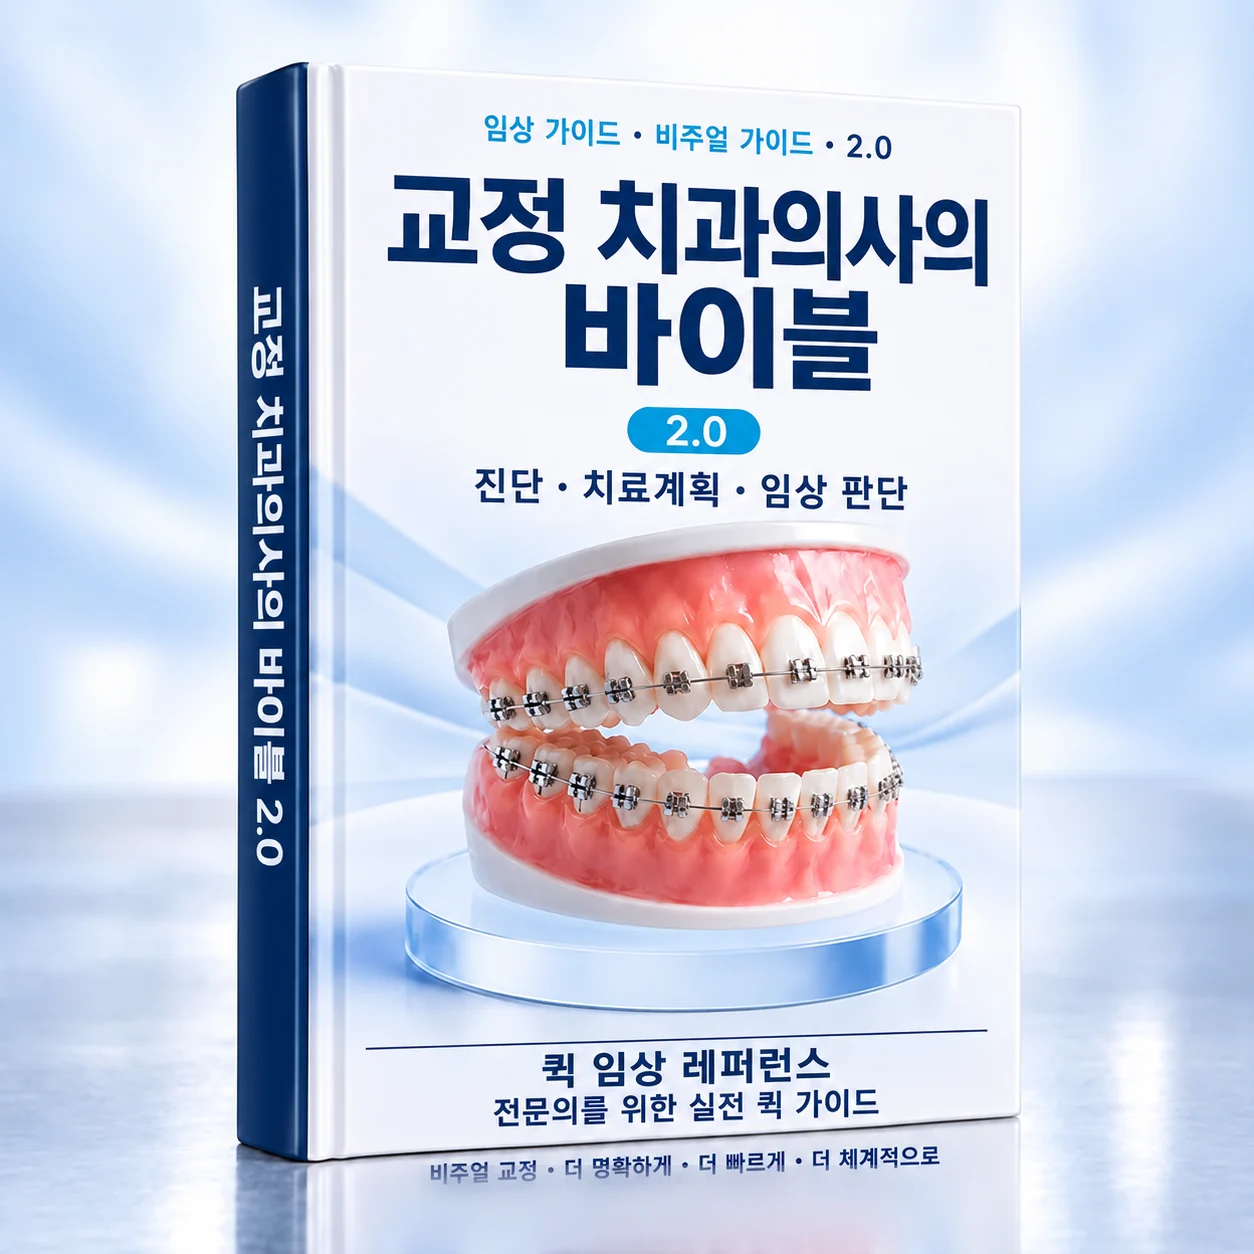 임상 가이드 • 비주얼 가이드 • 2.0
교정 치과의사의
바이블
2.0
진단 • 치료계획 • 임상 판단
퀵 임상 레퍼런스
전문의를 위한 실전 퀵 가이드
비주얼 교정 • 더 명확하게 • 더 빠르게 • 더 체계적으로
교정 치과의사의 바이블 2.0